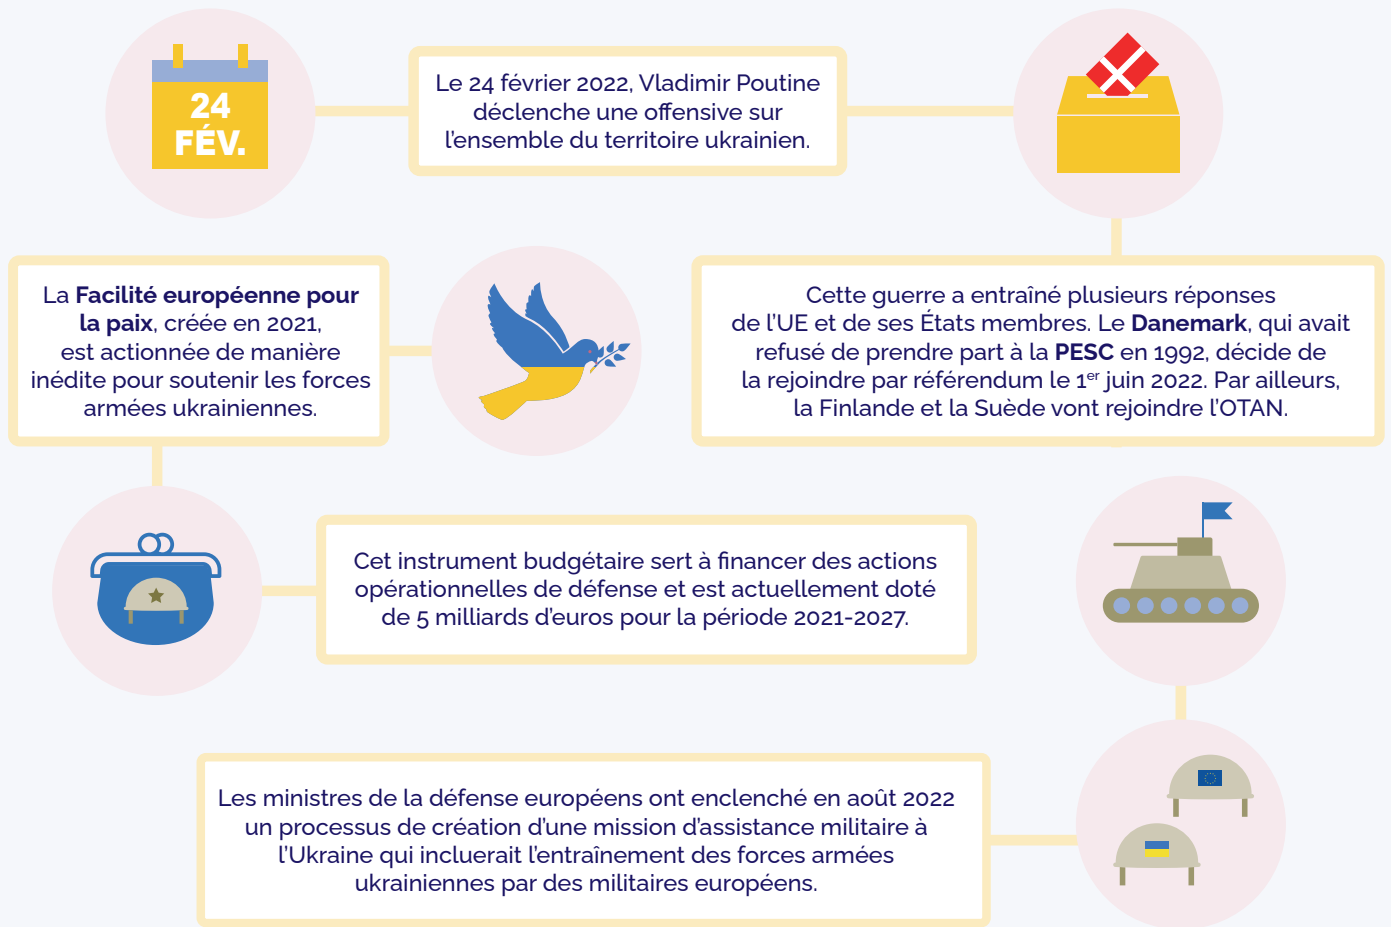 24
FÉV.
Le 24 février 2022, Vladimir Poutine
déclenche une offensive sur
l'ensemble du territoire ukrainien.
Cette guerre a entraîné plusieurs réponses
de l'UE et de ses États membres. Le Danemark, qui avait
refusé de prendre part à la PESC en 1992, décide de
la rejoindre par référendum le 1er juin 2022. Par ailleurs,
la Finlande et la Suède vont rejoindre l'OTAN.
La Facilité européenne pour
la paix, créée en 2021,
est actionnée de manière
inédite pour soutenir les forces
armées ukrainiennes.
Cet instrument budgétaire sert à financer des actions
opérationnelles de défense et est actuellement doté
de 5 milliards d'euros pour la période 2021-2027.
Les ministres de la défense européens ont enclenché en août 2022
un processus de création d'une mission d'assistance militaire à
l'Ukraine qui incluerait l'entraînement des forces armées
ukrainiennes par des militaires européens.